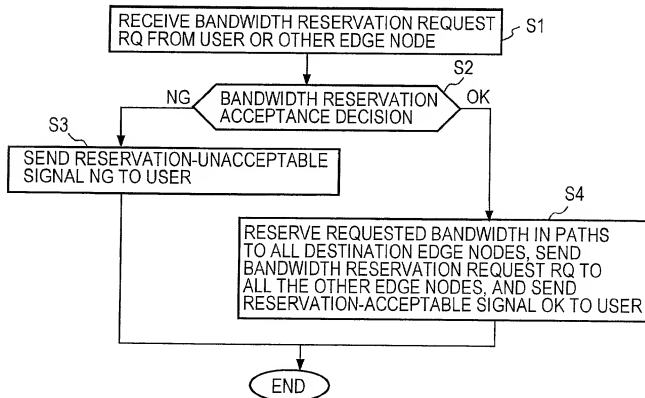 RECEIVE BANDWIDTH RESERVATION REQUEST
RQ FROM USER OR OTHER EDGE NODE
S1
S2
NG
BANDWIDTH RESERVATION
ACCEPTANCE DECISION
OK
S3
SEND RESERVATION-UNACCEPTABLE
SIGNAL NG TO USER
S4
RESERVE REQUESTED BANDWIDTH IN PATHS
TO ALL DESTINATION EDGE NODES, SEND
BANDWIDTH RESERVATION REQUEST RQ TO
ALL THE OTHER EDGE NODES, AND SEND
RESERVATION-ACCEPTABLE SIGNAL OK TO USER
END